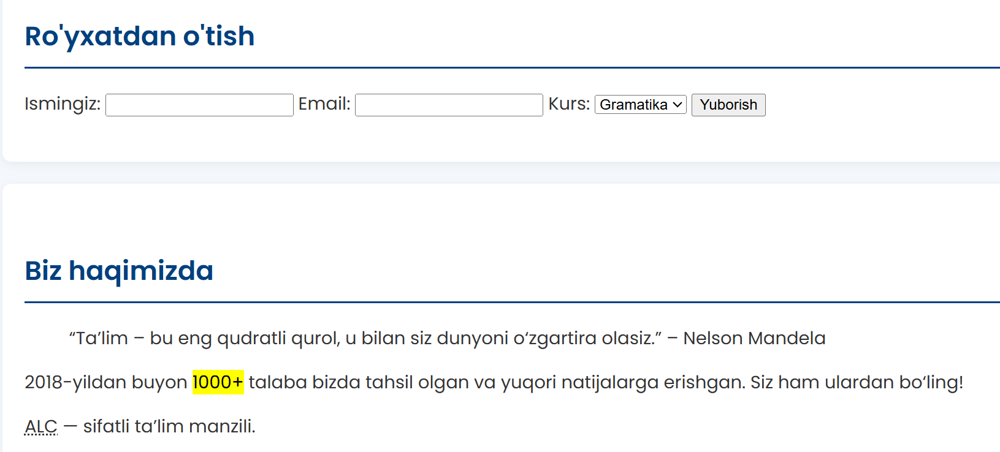 Ro'yxatdan o'tish
Ismingiz: Email: Kurs: Gramatika Yuborish
Biz haqimizda
“Ta’lim – bu eng qudratli qurol, u bilan siz dunyoni o‘zgartira olasiz.” – Nelson Mandela
2018-yildan buyon 1000+ talaba bizda tahsil olgan va yuqori natijalarga erishgan. Siz ham ulardan bo‘ling!
ALC — sifatli ta’lim manzili.